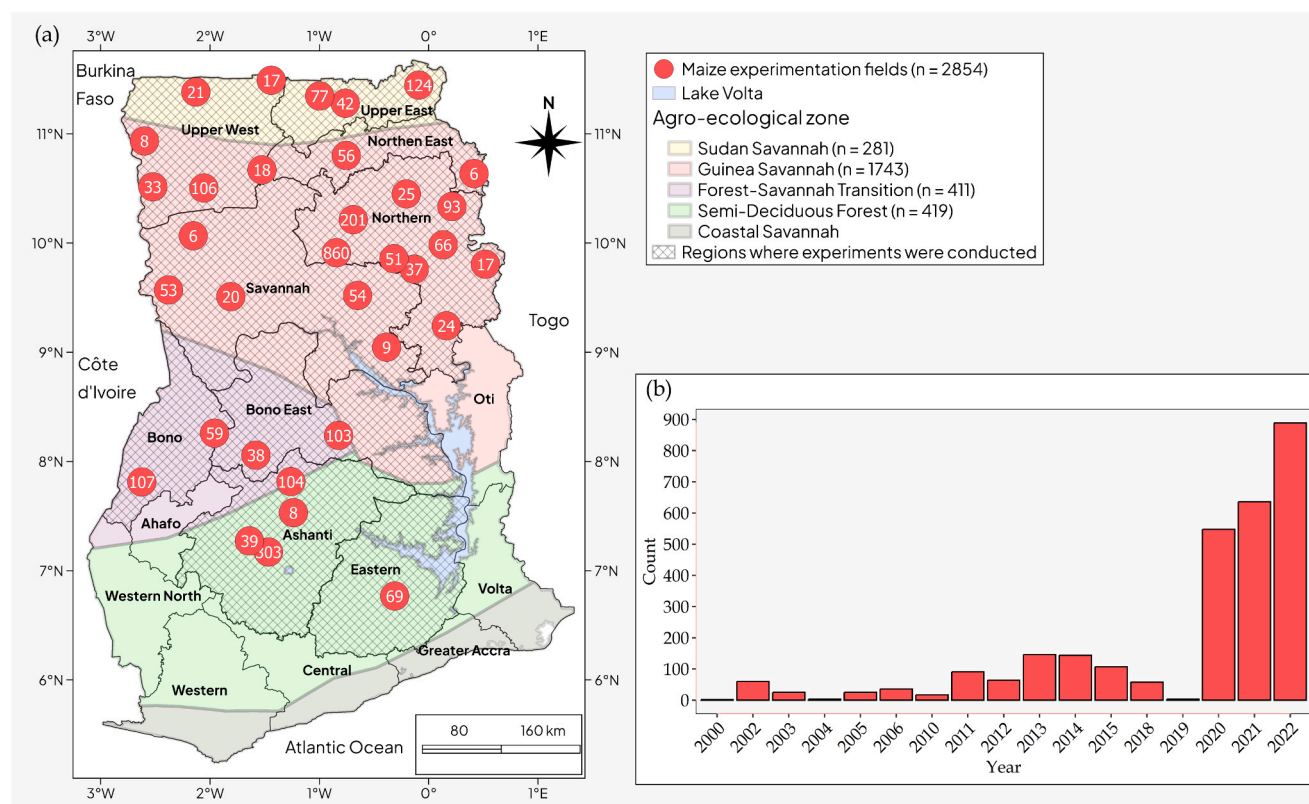 (a)
3°W 2°W 1°W 0° 1°E
Burkina
Faso
17
124
21
77
42
Upper East
Upper West
N
11°N
11°N
8
Northen East
56
18
6
33
106
25
93
201
Northern
10°N
6
66
10°N
860
51
37
17
53
20
Savannah
54
Togo
24
9°N
9
9°N
Côte
d'Ivoire
Oti
Bono East
Bono
59
103
38
8°N
8°N
107
104
8
Ahafo
Ashanti
39
303
7°N
Eastern
7°N
Western North
69
Volta
Greater Accra
Central
6°N
Western
6°N
80 160 km
Atlantic Ocean
3°W 2°W 1°W 0° 1°E
Maize experimentation fields (n = 2854)
Lake Volta
Agro-ecological zone
Sudan Savannah (n = 281)
Guinea Savannah (n = 1743)
Forest-Savannah Transition (n = 411)
Semi-Deciduous Forest (n = 419)
Coastal Savannah
Regions where experiments were conducted
(b)
900
800
700
600
500
400
300
200
100
0
Count
2000 2002 2003 2004 2005 2006 2010 2011 2012 2013 2014 2015 2018 2019 2020 2021 2022
Year